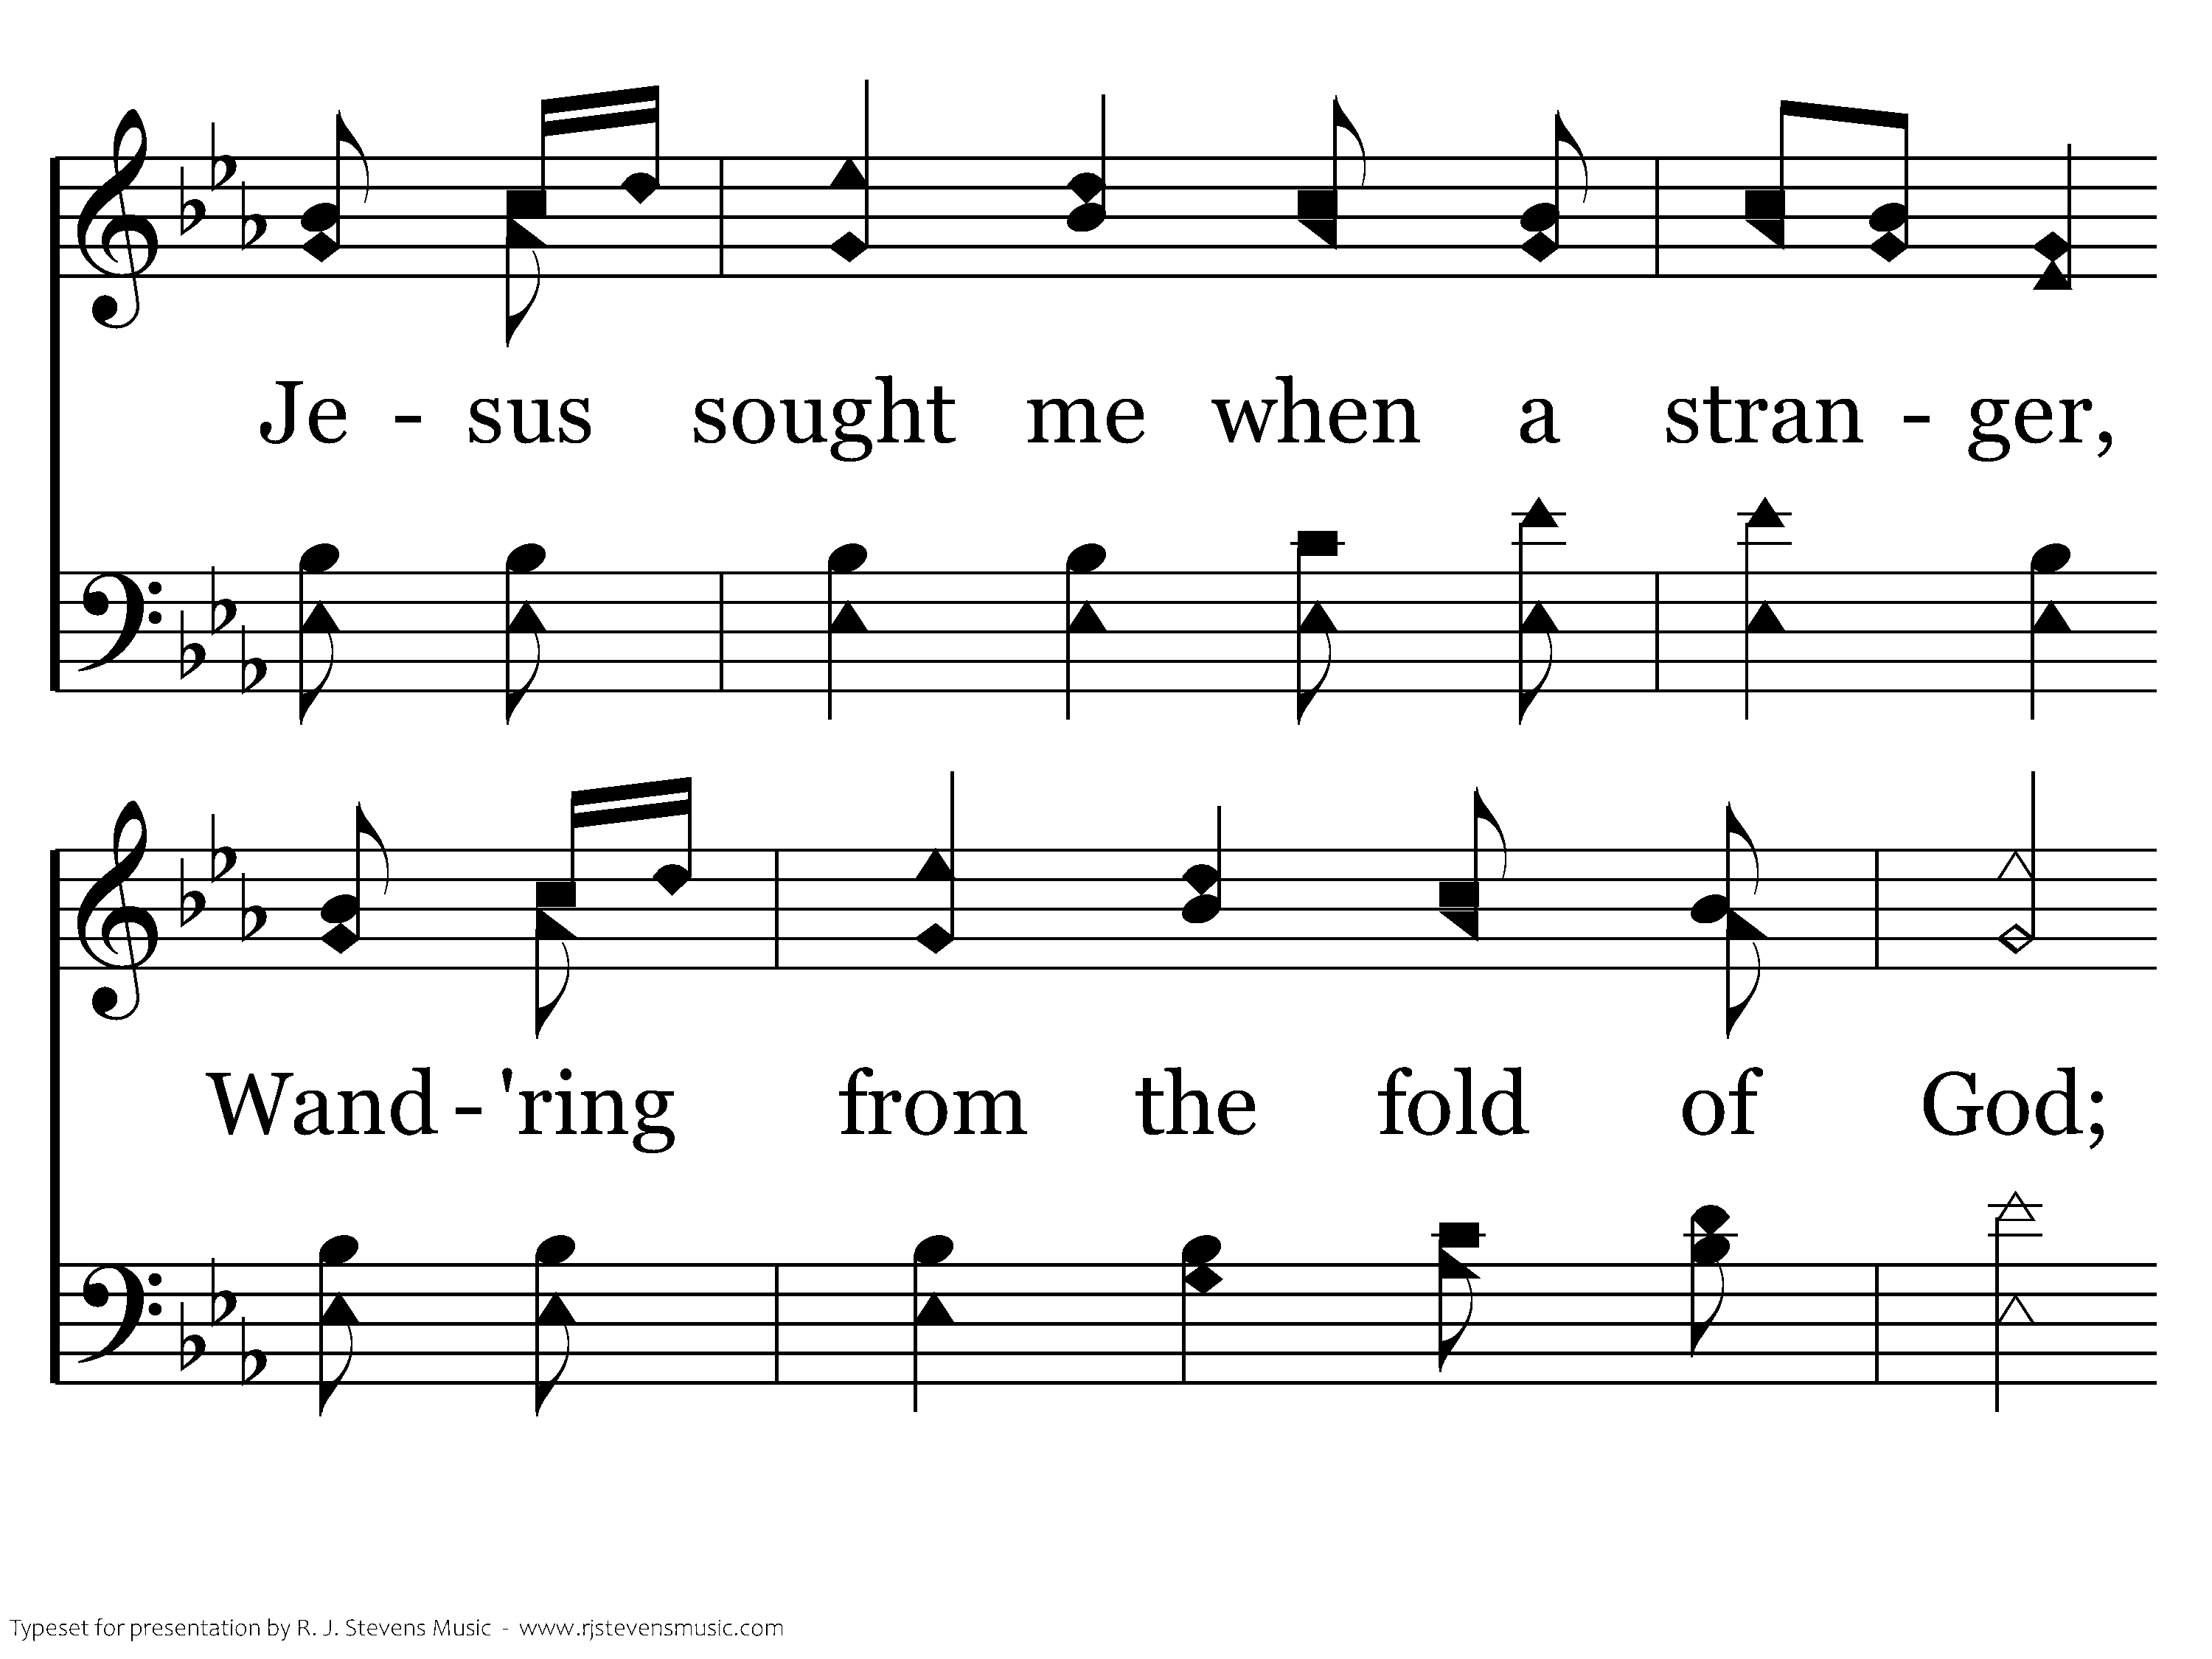 Je - sus sought me when a stran - ger,
Wand - 'ring from the fold of God;
Typeset for presentation by R. J. Stevens Music - www.rjstevensmusic.com